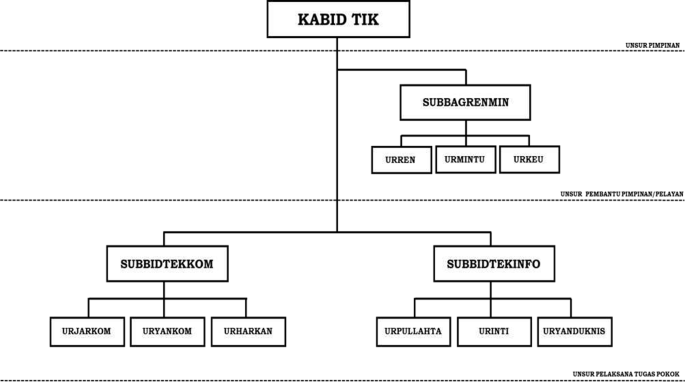 KABID TIK
UNSUR PIMPINAN
SUBBAGRENMIN
URREN
URMINTU
URKEU
UNSUR PEMBANTU PIMPINAN/PELAYAN
SUBBIDTEKKOM
SUBBIDTEKINFO
URJARKOM
URYANKOM
URHARKAN
URPULLAHTA
URINTI
URYANDUKNIS
UNSUR PELAKSANA TUGAS POKOK